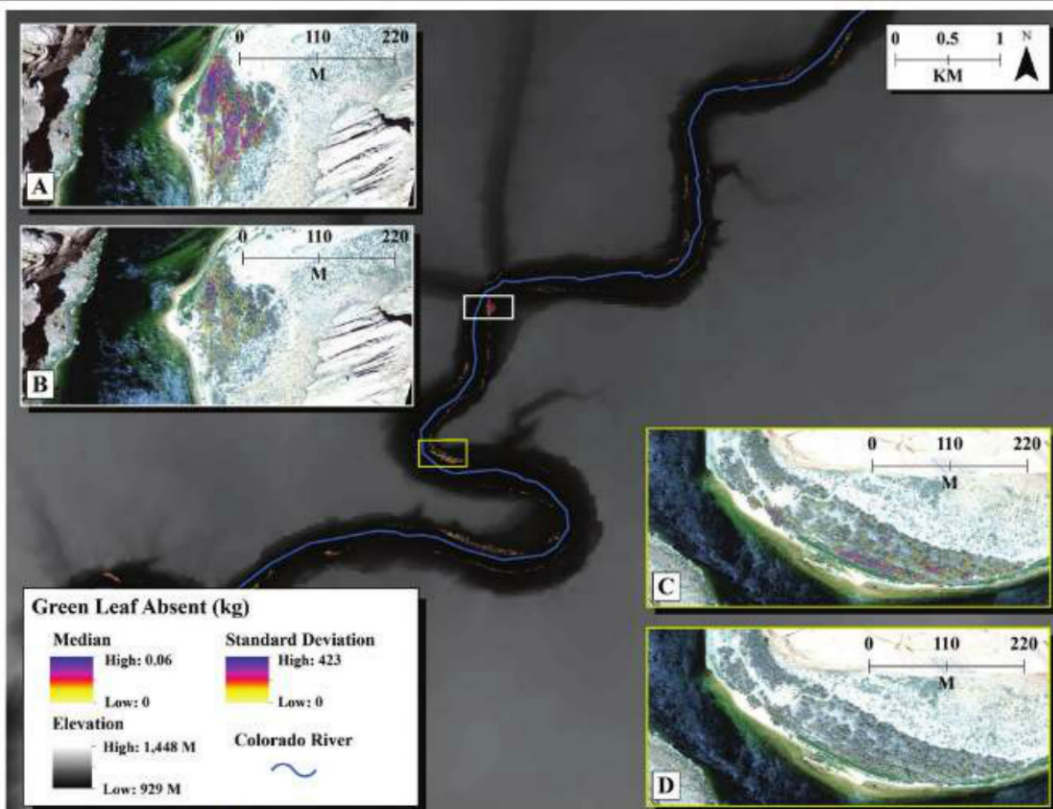 0 110 220
M
A
0 110 220
M
B
0 0.5 1
KM
N
0 110 220
M
C
0 110 220
M
D
Green Leaf Absent (kg)
Median
High: 0.06
Low: 0
Standard Deviation
High: 423
Low: 0
Elevation
High: 1,448 M
Low: 929 M
Colorado River